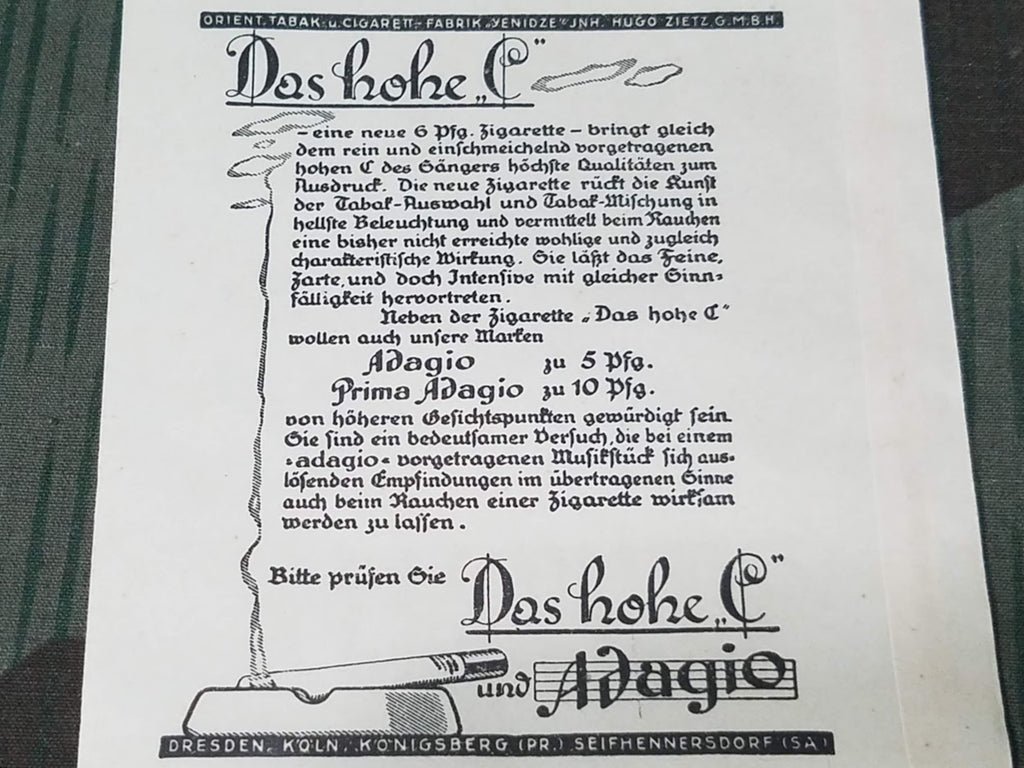 ORIENT. TABAK- u. CIGARETT.- FABRIK „YENIDZE" JNH. HUGO ZIETZ G.M.B.H.
Das hohe „C"
– eine neue 6 Pfg. Zigarette – bringt gleich
dem rein und einschmeichelnd vorgetragenen
hohen C des Sängers höchste Qualitäten zum
Ausdruck. Die neue Zigarette rückt die Kunst
der Tabak-Auswahl und Tabak-Mischung in
hellste Beleuchtung und vermittelt beim Rauchen
eine bisher nicht erreichte wohlige und zugleich
charakteristische Wirkung. Sie läßt das Feine,
Zarte, und doch Intensive mit gleicher Sinn=
fälligkeit hervortreten.
Neben der Zigarette „Das hohe C"
wollen auch unsere Marken
Adagio zu 5 Pfg.
Prima Adagio zu 10 Pfg.
von höheren Gesichtspunkten gewürdigt sein.
Sie sind ein bedeutsamer Versuch, die bei einem
»adagio« vorgetragenen Musikstück sich aus=
lösenden Empfindungen im übertragenen Sinne
auch beim Rauchen einer Zigarette wirksam
werden zu lassen.
Bitte prüfen Sie
Das hohe „C"
und Adagio
DRESDEN, KÖLN, KÖNIGSBERG (PR.) SEIFHENNERSDORF (SA)